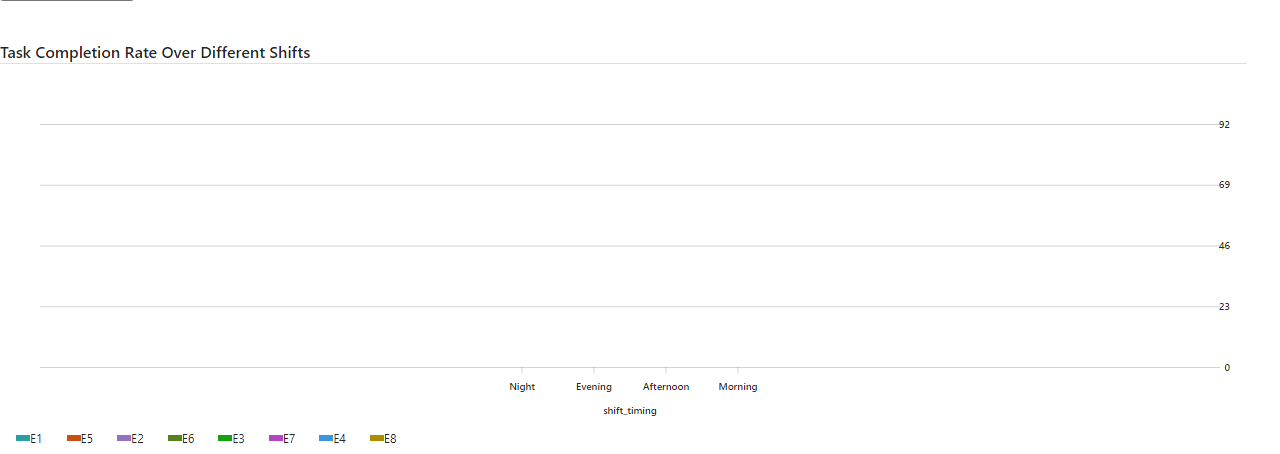 Task Completion Rate Over Different Shifts
92
69
46
23
0
Night Evening Afternoon Morning
shift_timing
E1 E5 E2 E6 E3 E7 E4 E8